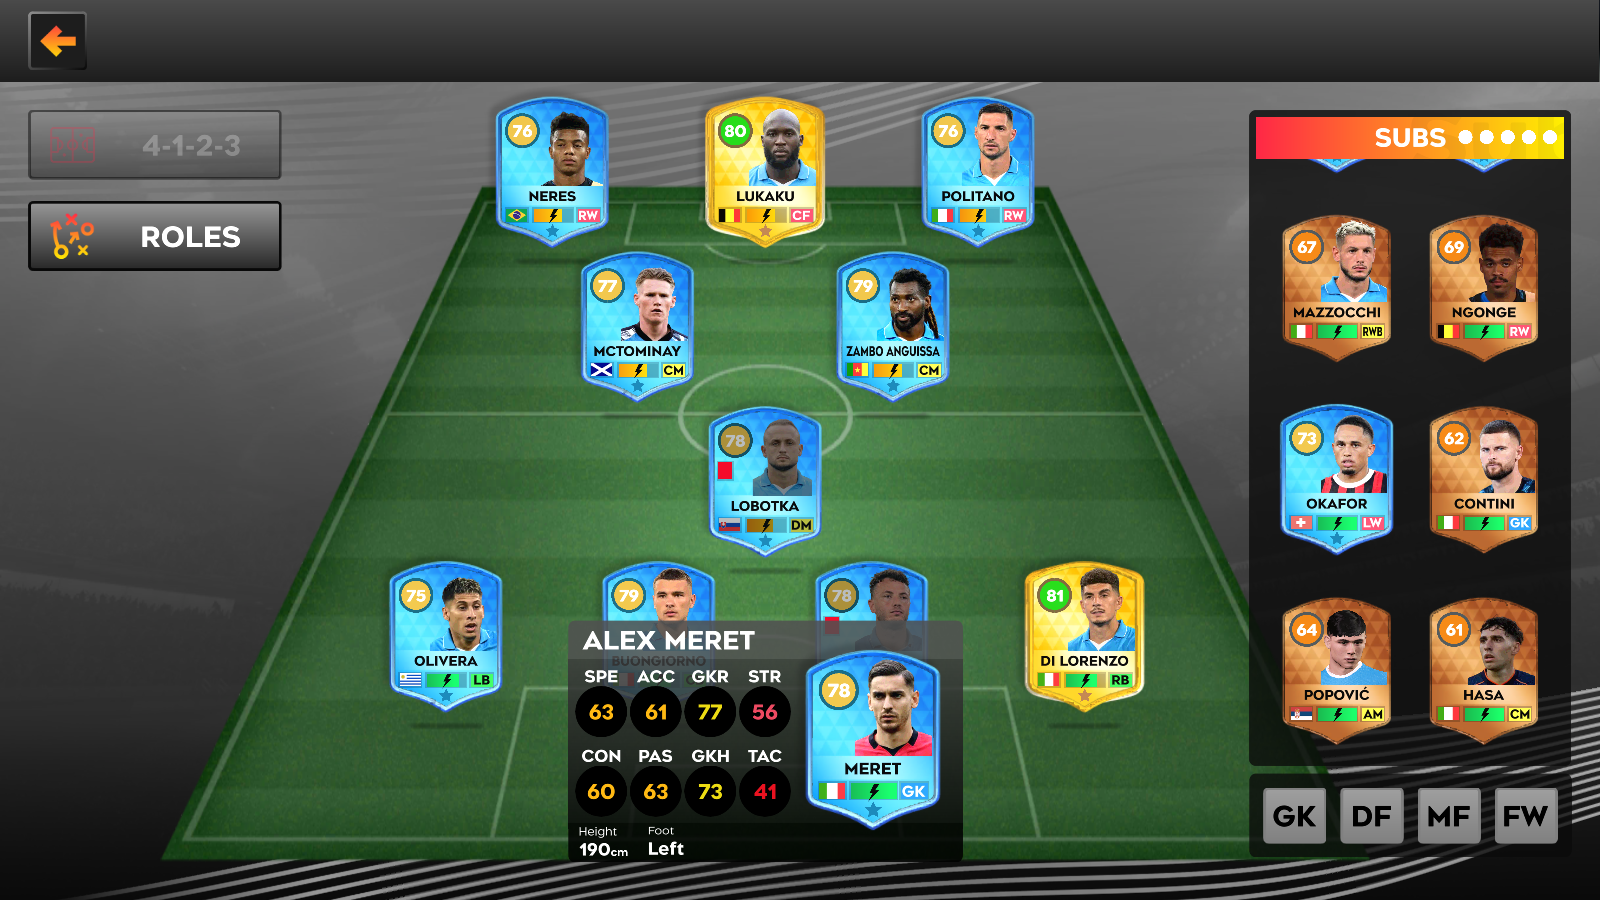 4-1-2-3
ROLES
76
NERES
RW
80
LUKAKU
CF
76
POLITANO
RW
77
MCTOMINAY
CM
79
ZAMBO ANGUISSA
CM
78
LOBOTKA
DM
75
OLIVERA
LB
79
BUONGIORNO
78
81
DI LORENZO
RB
ALEX MERET
SPE ACC GKR STR
63 61 77 56
CON PAS GKH TAC
60 63 73 41
Height Foot
190cm Left
78
MERET
GK
SUBS
67
MAZZOCCHI
RWB
69
NGONGE
RW
73
OKAFOR
LW
62
CONTINI
GK
64
POPOVIĆ
AM
61
HASA
CM
GK DF MF FW